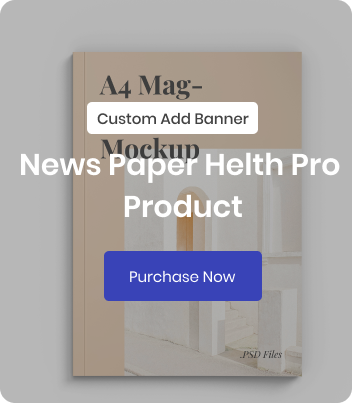 A4 Mag-
Custom Add Banner
Mockup
News Paper Helth Pro
Product
Purchase Now
.PSD Files